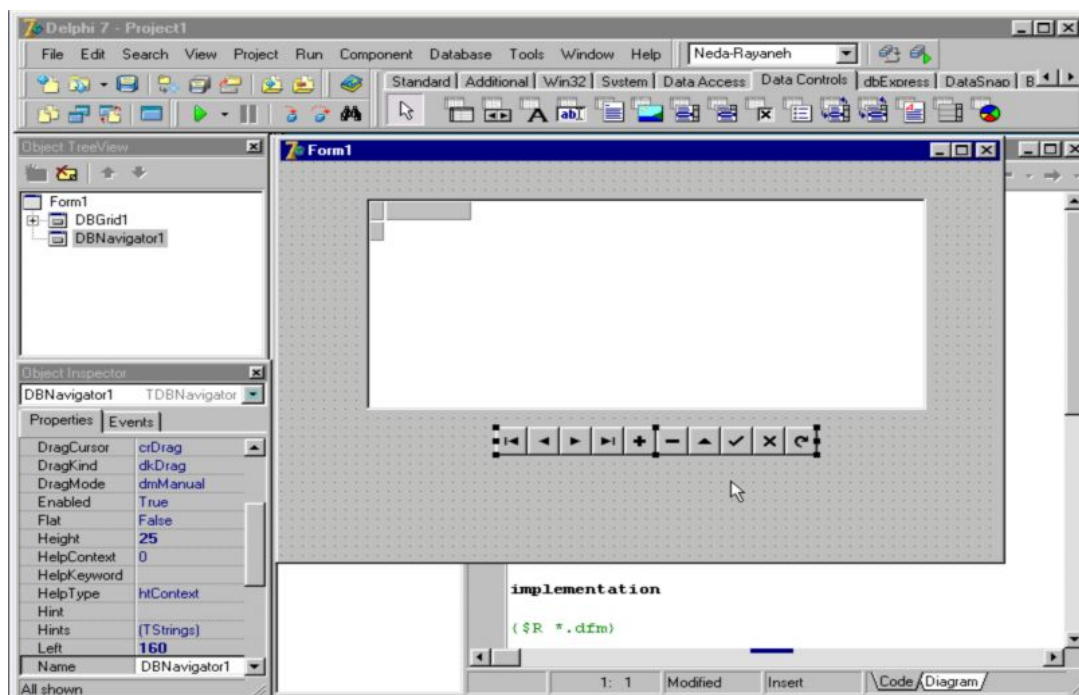 Delphi 7 - Project1
File Edit Search View Project Run Component Database Tools Window Help Neda-Rayaneh
Standard Additional Win32 System Data Access Data Controls dbExpress DataSnap B
Object TreeView
Form1
DBGrid1
DBNavigator1
Form1
Object Inspector
DBNavigator1 TDBNavigator
Properties Events
DragCursor crDrag
DragKind dkDrag
DragMode dmManual
Enabled True
Flat False
Height 25
HelpContext 0
HelpKeyword
HelpType htContext
Hint
Hints (TStrings)
Left 160
Name DBNavigator1
All shown
implementation
{$R *.dfm}
1: 1 Modified Insert Code Diagram